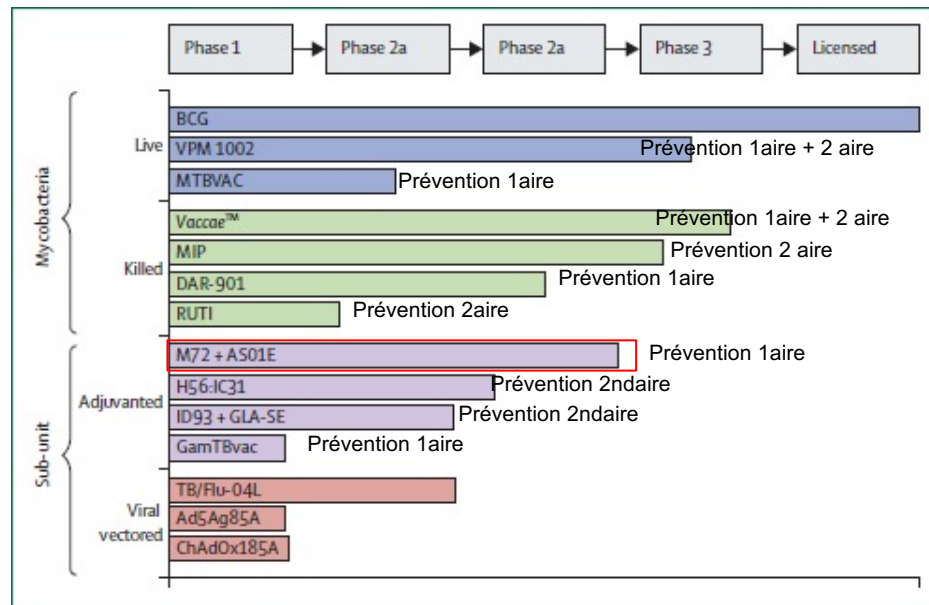 Phase 1 Phase 2a Phase 2a Phase 3 Licensed
Mycobacteria
Live
BCG
VPM 1002 Prévention 1aire + 2 aire
MTBVAC Prévention 1aire
Killed
Vaccae™ Prévention 1aire + 2 aire
MIP Prévention 2 aire
DAR-901 Prévention 1aire
RUTI Prévention 2aire
Sub-unit
Adjuvanted
M72 + AS01E Prévention 1aire
H56:IC31 Prévention 2ndaire
ID93 + GLA-SE Prévention 2ndaire
GamTBvac Prévention 1aire
Viral
vectored
TB/Flu-04L
Ad5Ag85A
ChAdOx185A